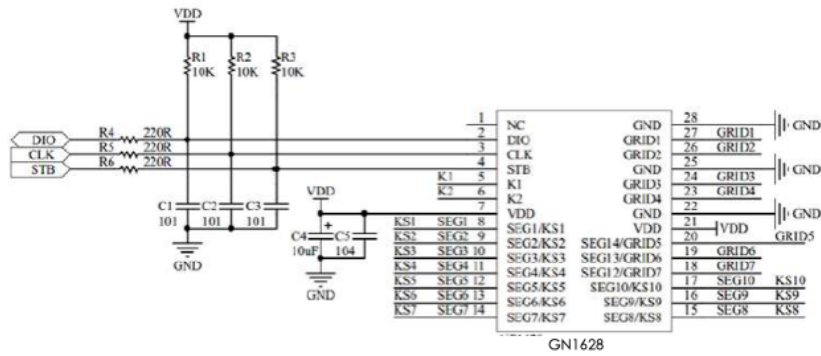 VDD
R1 R2 R3
10K 10K 10K
DIO R4 220R
CLK R5 220R
STB R6 220R
C1 C2 C3
101 101 101
GND
VDD
C4 C5
10uF 104
GND
K1
K2
KS1 SEG1
KS2 SEG2
KS3 SEG3
KS4 SEG4
KS5 SEG5
KS6 SEG6
KS7 SEG7
1 NC GND 28 GND
2 DIO GRID1 27 GRID1
3 CLK GRID2 26 GRID2
4 STB GND 25 GND
5 K1 GRID3 24 GRID3
6 K2 GRID4 23 GRID4
7 VDD GND 22 GND
8 SEG1/KS1 VDD 21 VDD
9 SEG2/KS2 SEG14/GRID5 20 GRID5
10 SEG3/KS3 SEG13/GRID6 19 GRID6
11 SEG4/KS4 SEG12/GRID7 18 GRID7
12 SEG5/KS5 SEG10/KS10 17 SEG10 KS10
13 SEG6/KS6 SEG9/KS9 16 SEG9 KS9
14 SEG7/KS7 SEG8/KS8 15 SEG8 KS8
GN1628